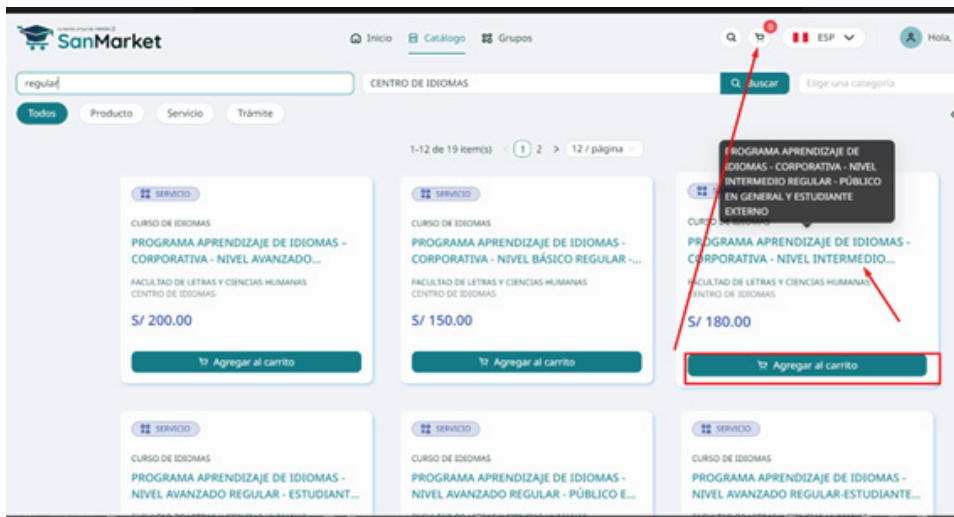 SanMarket
Inicio
Catálogo
Grupos
0
ESP
Hola,
regular
CENTRO DE IDIOMAS
Buscar
Elige una categoría
Todos
Producto
Servicio
Trámite
1-12 de 19 item(s) < 1 2 > 12 / página
PROGRAMA APRENDIZAJE DE
IDIOMAS - CORPORATIVA - NIVEL
INTERMEDIO REGULAR - PÚBLICO
EN GENERAL Y ESTUDIANTE
EXTERNO
SERVICIO
CURSO DE IDIOMAS
PROGRAMA APRENDIZAJE DE IDIOMAS –
CORPORATIVA - NIVEL AVANZADO...
FACULTAD DE LETRAS Y CIENCIAS HUMANAS
CENTRO DE IDIOMAS
S/ 200.00
Agregar al carrito
SERVICIO
CURSO DE IDIOMAS
PROGRAMA APRENDIZAJE DE IDIOMAS -
CORPORATIVA - NIVEL BÁSICO REGULAR -...
FACULTAD DE LETRAS Y CIENCIAS HUMANAS
CENTRO DE IDIOMAS
S/ 150.00
Agregar al carrito
PROGRAMA APRENDIZAJE DE IDIOMAS -
CORPORATIVA - NIVEL INTERMEDIO...
FACULTAD DE LETRAS Y CIENCIAS HUMANAS
CENTRO DE IDIOMAS
S/ 180.00
Agregar al carrito
SERVICIO
CURSO DE IDIOMAS
PROGRAMA APRENDIZAJE DE IDIOMAS -
NIVEL AVANZADO REGULAR - ESTUDIANT...
SERVICIO
CURSO DE IDIOMAS
PROGRAMA APRENDIZAJE DE IDIOMAS -
NIVEL AVANZADO REGULAR - PÚBLICO E...
SERVICIO
CURSO DE IDIOMAS
PROGRAMA APRENDIZAJE DE IDIOMAS -
NIVEL AVANZADO REGULAR-ESTUDIANTE...